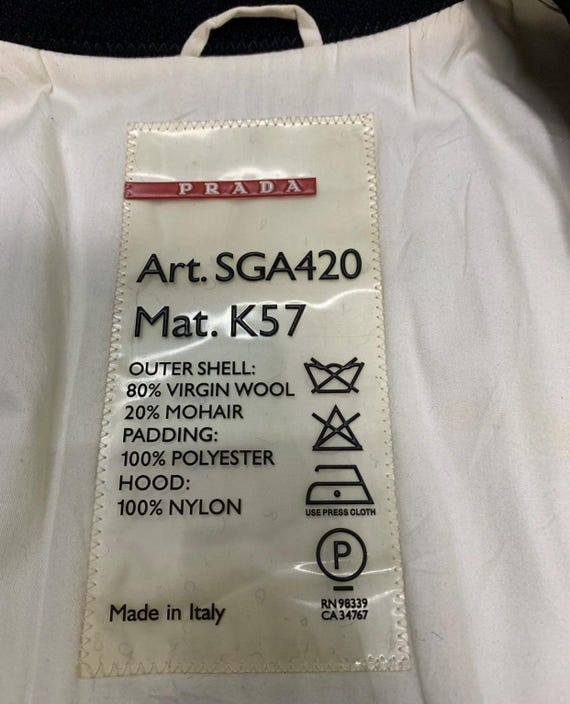 PRADA
Art. SGA420
Mat. K57
OUTER SHELL:
80% VIRGIN WOOL
20% MOHAIR
PADDING:
100% POLYESTER
HOOD:
100% NYLON
USE PRESS CLOTH
P
Made in Italy
RN 98339
CA 34767